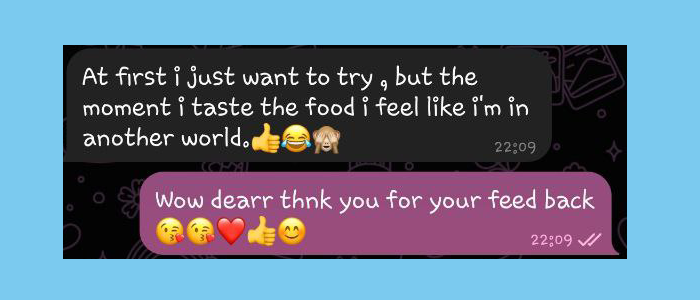 At first i just want to try , but the
moment i taste the food i feel like i'm in
another world.👍😂🙈
22:09
Wow dearr thnk you for your feed back
😘😘❤️👍😊
22:09